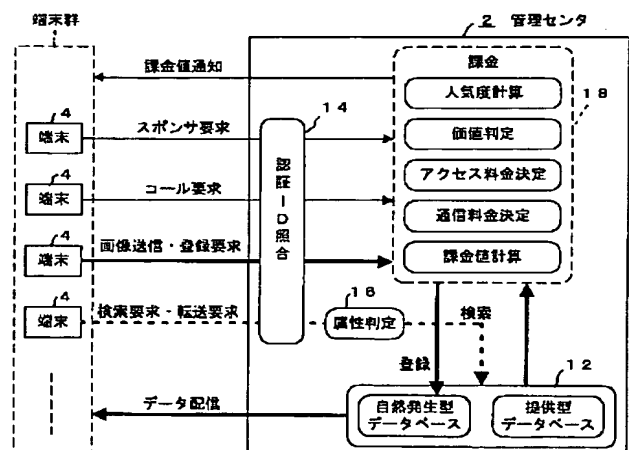 端末群
2 管理センタ
課金値通知
課金
18
人気度計算
価値判定
アクセス料金決定
通信料金決定
課金値計算
14
認証-ID照合
4
端末
スポンサ要求
4
端末
コール要求
4
端末
画像送信・登録要求
4
端末
検索要求・転送要求
16
属性判定
検索
登録
12
データ配信
自然発生型
データベース
提供型
データベース